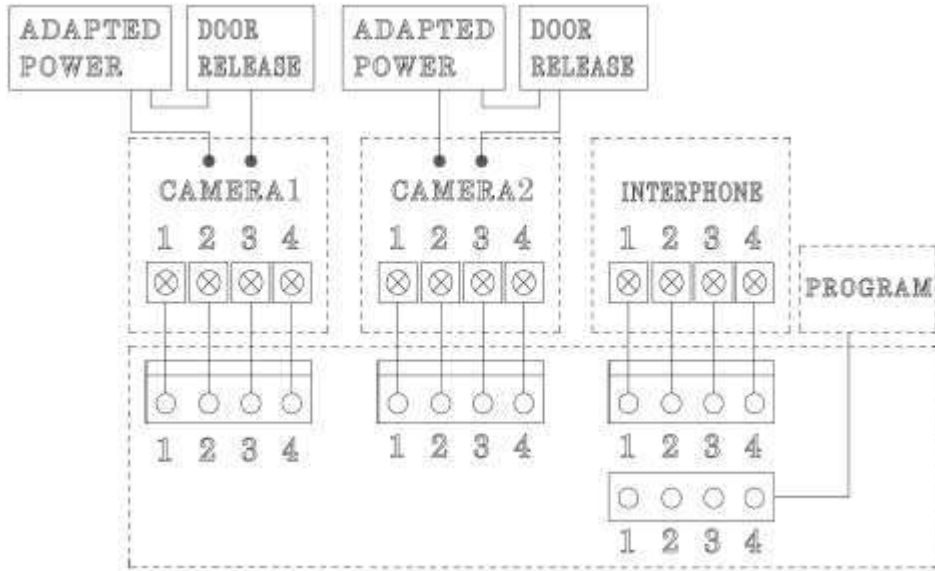 ADAPTED POWER
DOOR RELEASE
ADAPTED POWER
DOOR RELEASE
CAMERA1
CAMERA2
INTERPHONE
1 2 3 4
1 2 3 4
1 2 3 4
PROGRAM
1 2 3 4
1 2 3 4
1 2 3 4
1 2 3 4